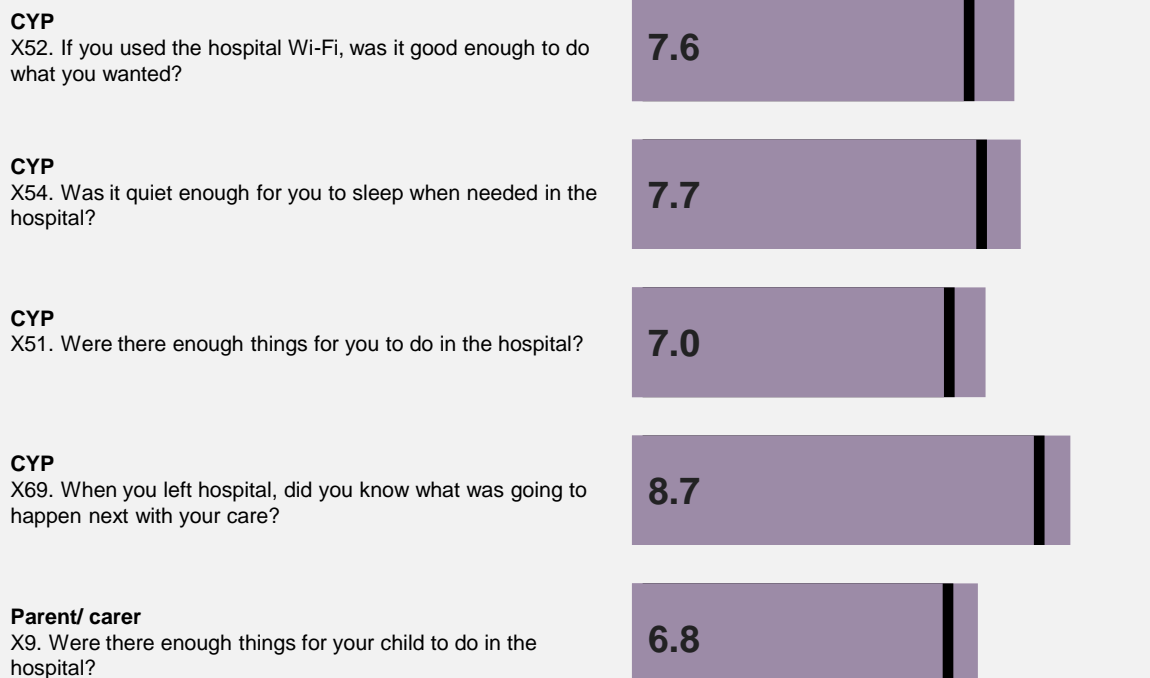 CYP
X52. If you used the hospital Wi-Fi, was it good enough to do
what you wanted?
7.6
CYP
X54. Was it quiet enough for you to sleep when needed in the
hospital?
7.7
CYP
X51. Were there enough things for you to do in the hospital?
7.0
CYP
X69. When you left hospital, did you know what was going to
happen next with your care?
8.7
Parent/ carer
X9. Were there enough things for your child to do in the
hospital?
6.8